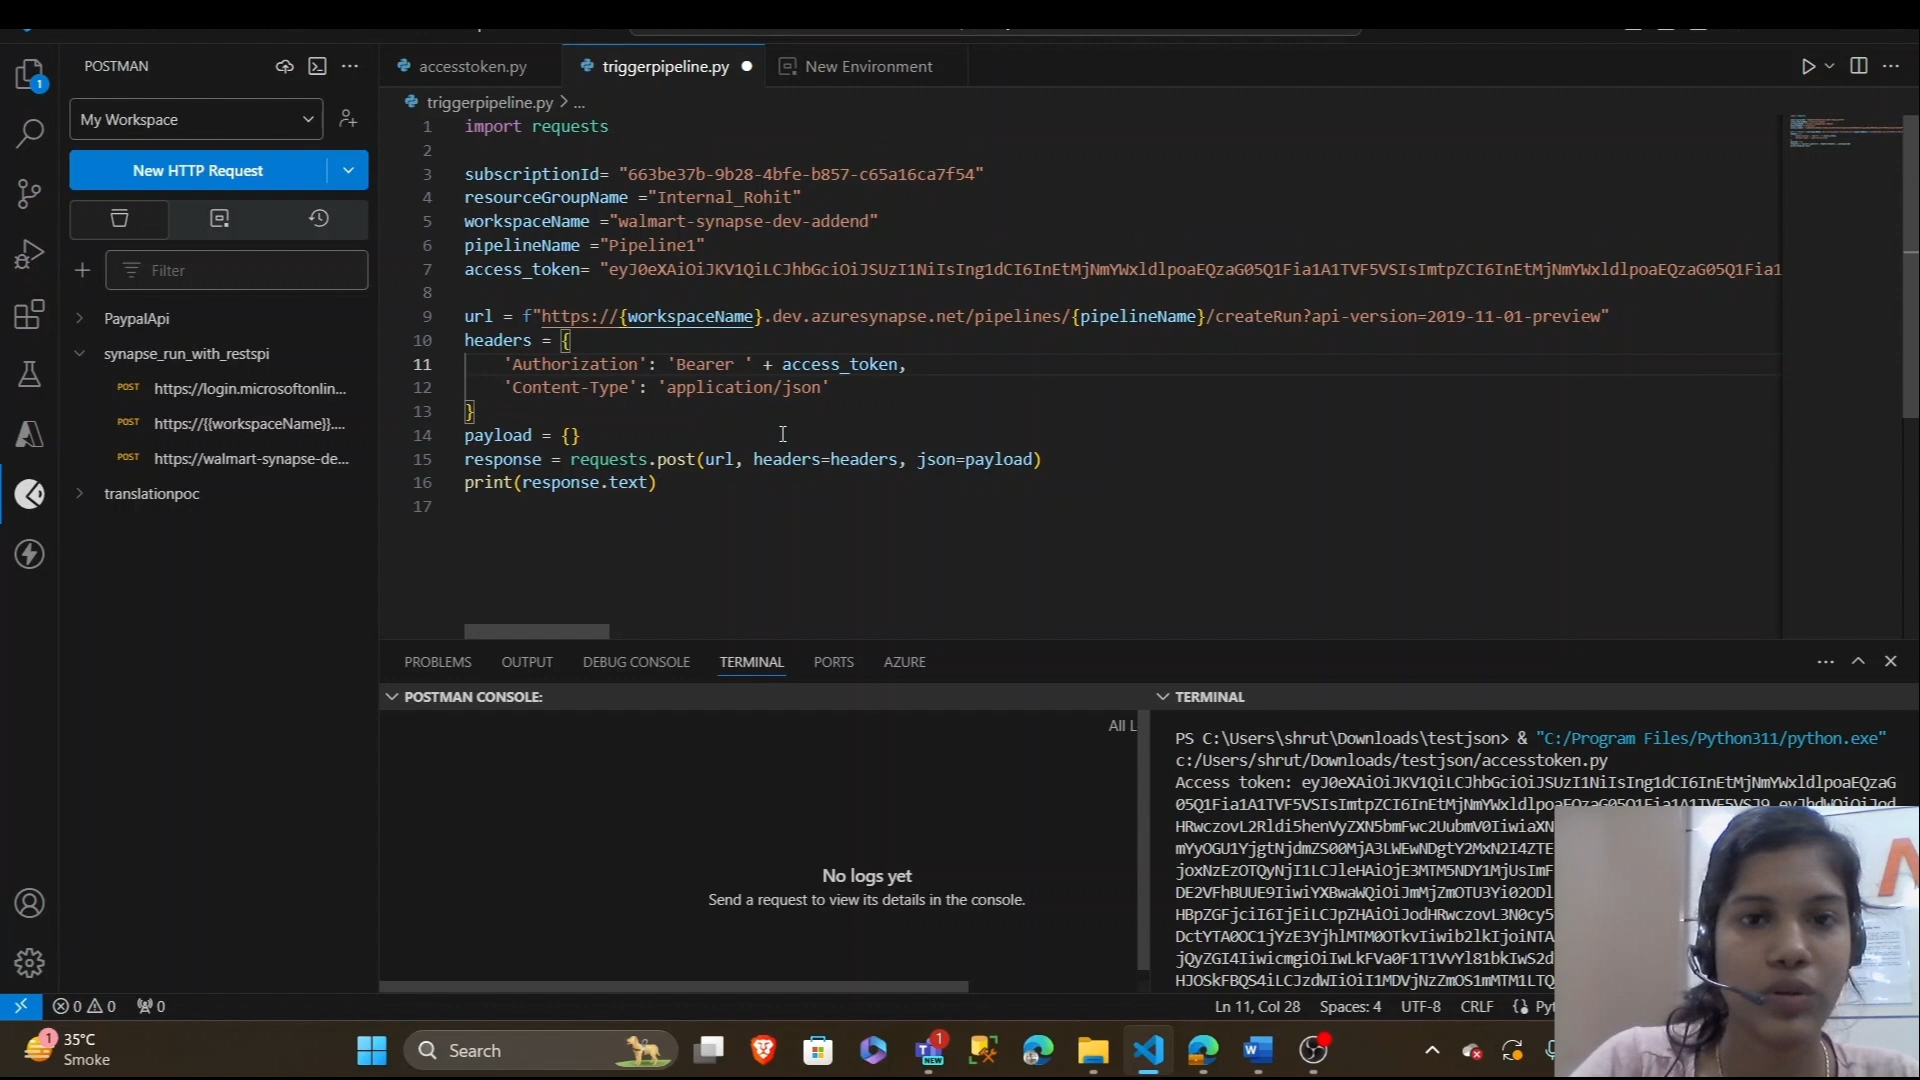 POSTMAN
accesstoken.py
triggerpipeline.py
New Environment
My Workspace
triggerpipeline.py > ...
New HTTP Request
Filter
PaypalApi
synapse_run_with_restspi
POST https://login.microsoftonlin...
POST https://{{workspaceName}}....
POST https://walmart-synapse-de...
translationpoc
1 import requests
2
3 subscriptionId= "663be37b-9b28-4bfe-b857-c65a16ca7f54"
4 resourceGroupName ="Internal_Rohit"
5 workspaceName ="walmart-synapse-dev-addend"
6 pipelineName ="Pipeline1"
7 access_token= 
8
9 url = f"https://{workspaceName}.dev.azuresynapse.net/pipelines/{pipelineName}/createRun?api-version=2019-11-01-preview"
10 headers = {
11 'Authorization': 'Bearer ' + access_token,
12 'Content-Type': 'application/json'
13 }
14 payload = {}
15 response = requests.post(url, headers=headers, json=payload)
16 print(response.text)
17
PROBLEMS OUTPUT DEBUG CONSOLE TERMINAL PORTS AZURE
POSTMAN CONSOLE:
All L
No logs yet
Send a request to view its details in the console.
TERMINAL
PS C:\Users\shrut\Downloads\testjson> & "C:/Program Files/Python311/python.exe"
c:/Users/shrut/Downloads/testjson/accesstoken.py
Access token:
0 0 0
Ln 11, Col 28 Spaces: 4 UTF-8 CRLF {} Pyt
1
35°C
Smoke
Search
1
NEW